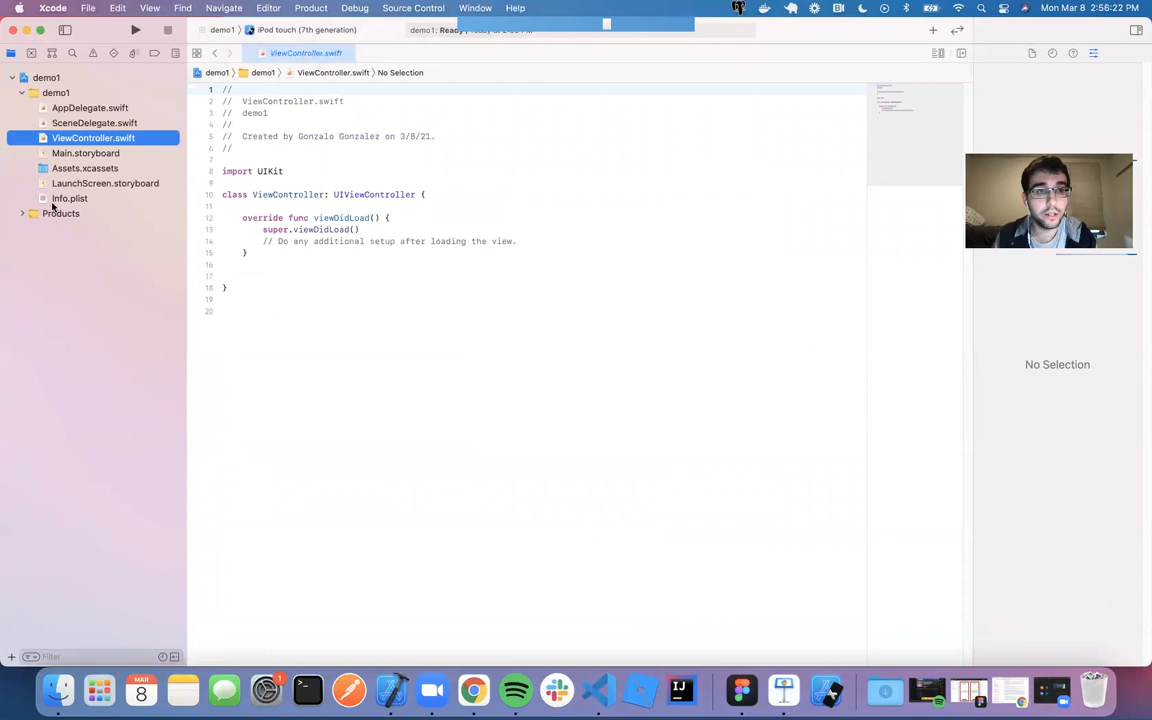 Xcode File Edit View Find Navigate Editor Product Debug Source Control Window Help Mon Mar 8 2:56:22 PM
demo1 iPod touch (7th generation) demo1: Ready
ViewController.swift
demo1 demo1 ViewController.swift No Selection
demo1
demo1
AppDelegate.swift
SceneDelegate.swift
ViewController.swift
Main.storyboard
Assets.xcassets
LaunchScreen.storyboard
Info.plist
Products
1 //
2 // ViewController.swift
3 // demo1
4 //
5 // Created by Gonzalo Gonzalez on 3/8/21.
6 //
7
8 import UIKit
9
10 class ViewController: UIViewController {
11
12 override func viewDidLoad() {
13 super.viewDidLoad()
14 // Do any additional setup after loading the view.
15 }
16
17
18 }
19
20
No Selection
Filter
MAR
8
1